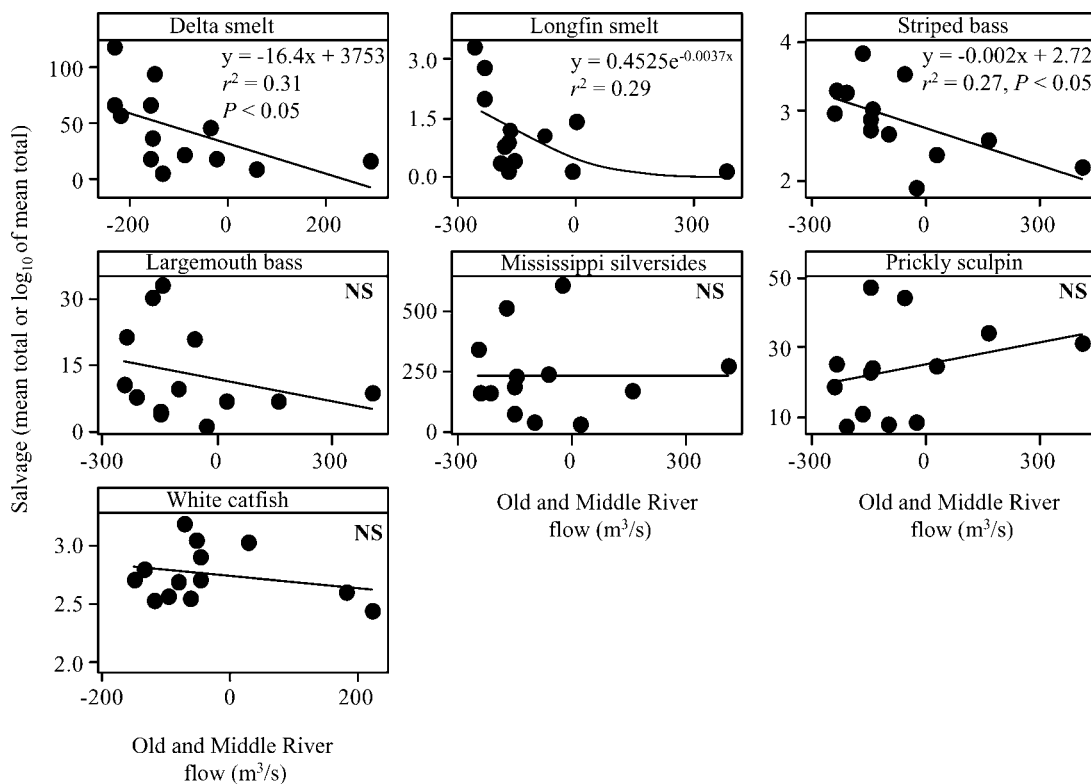 Salvage (mean total or log₁₀ of mean total)
Delta smelt
y = -16.4x + 3753
r² = 0.31
P < 0.05
100
50
0
-200 0 200
Longfin smelt
y = 0.4525e^-0.0037x
r² = 0.29
3.0
1.5
0.0
-300 0 300
Striped bass
y = -0.002x + 2.72
r² = 0.27, P < 0.05
4
3
2
-300 0 300
Largemouth bass
NS
30
15
0
-300 0 300
Mississippi silversides
NS
500
250
0
-300 0 300
Old and Middle River
flow (m³/s)
Prickly sculpin
NS
50
30
10
-300 0 300
Old and Middle River
flow (m³/s)
White catfish
NS
3.0
2.5
2.0
-200 0 200
Old and Middle River
flow (m³/s)